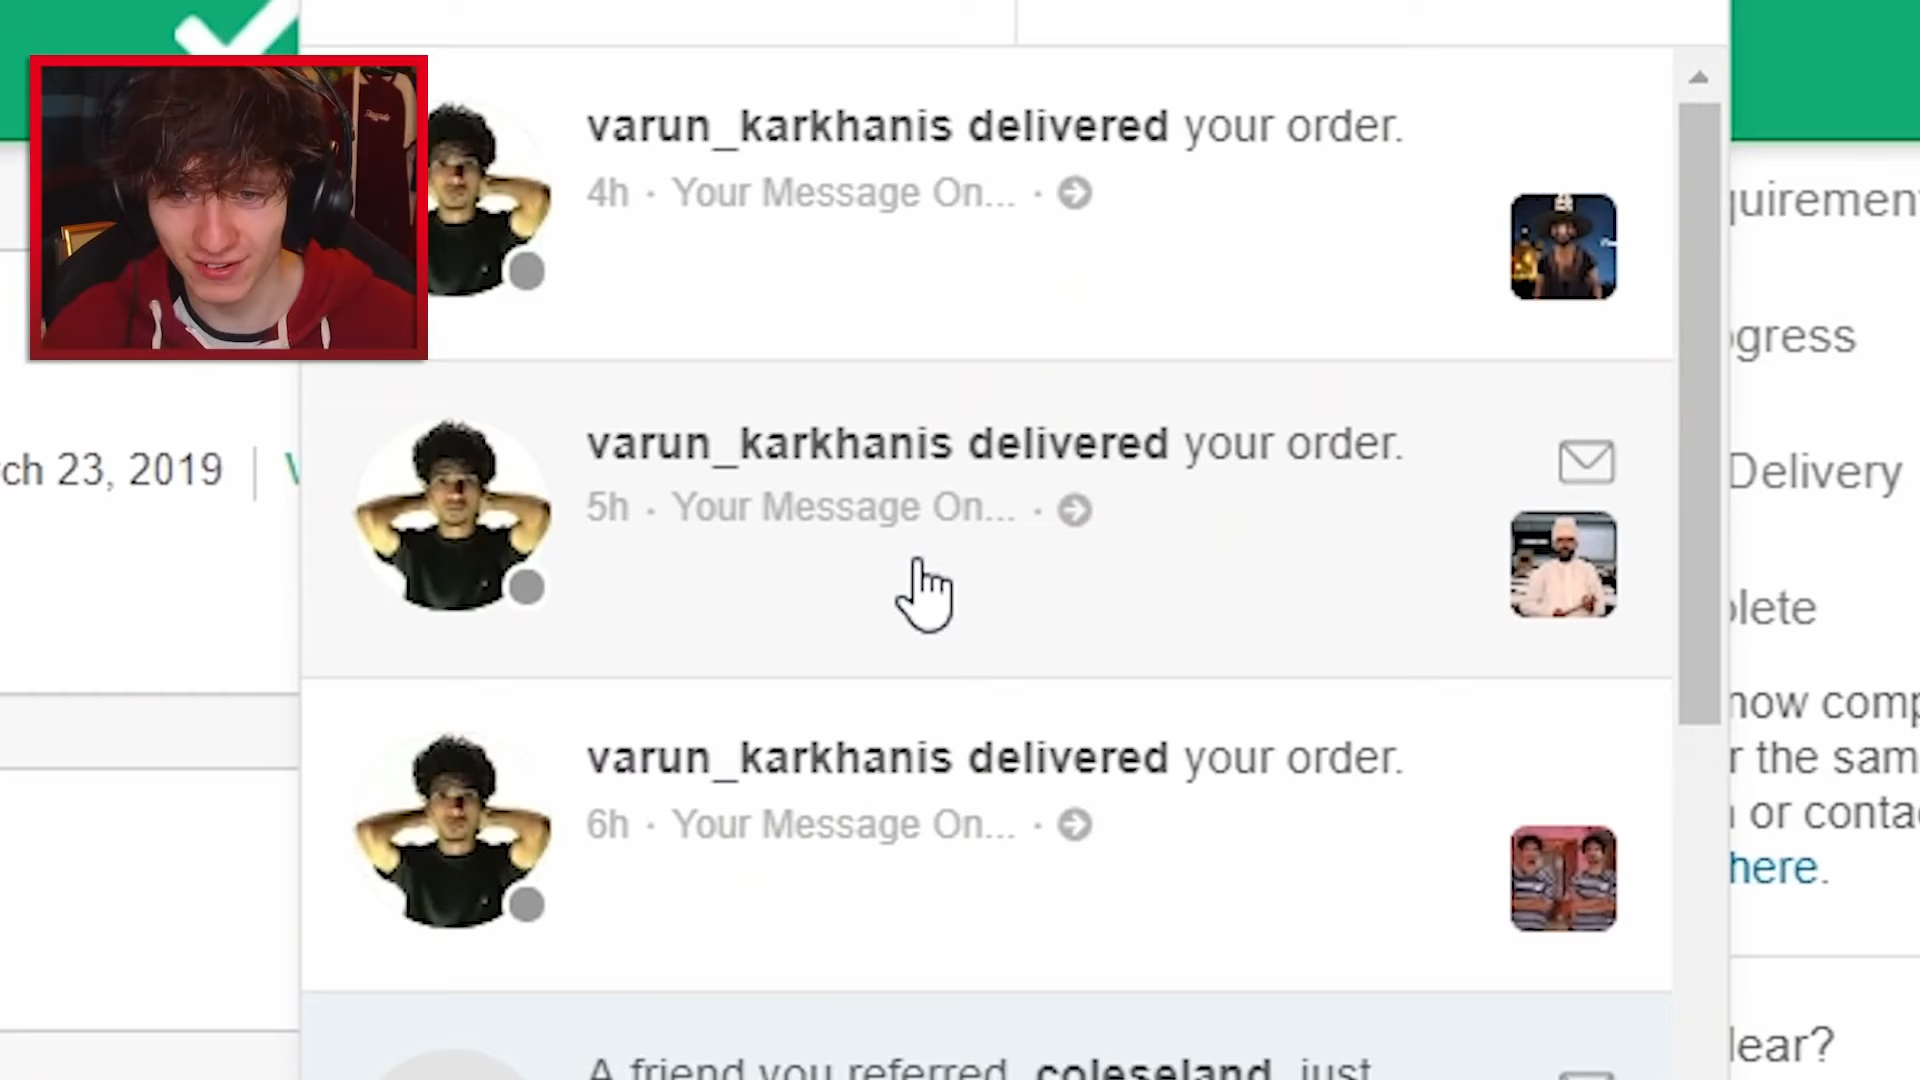 varun_karkhanis delivered your order.
4h · Your Message On... ·
varun_karkhanis delivered your order.
5h · Your Message On... ·
varun_karkhanis delivered your order.
6h · Your Message On... ·
A friend you referred, coleseland, just
ch 23, 2019
quirement
gress
Delivery
lete
now comp
r the sam
or conta
here.
lear?